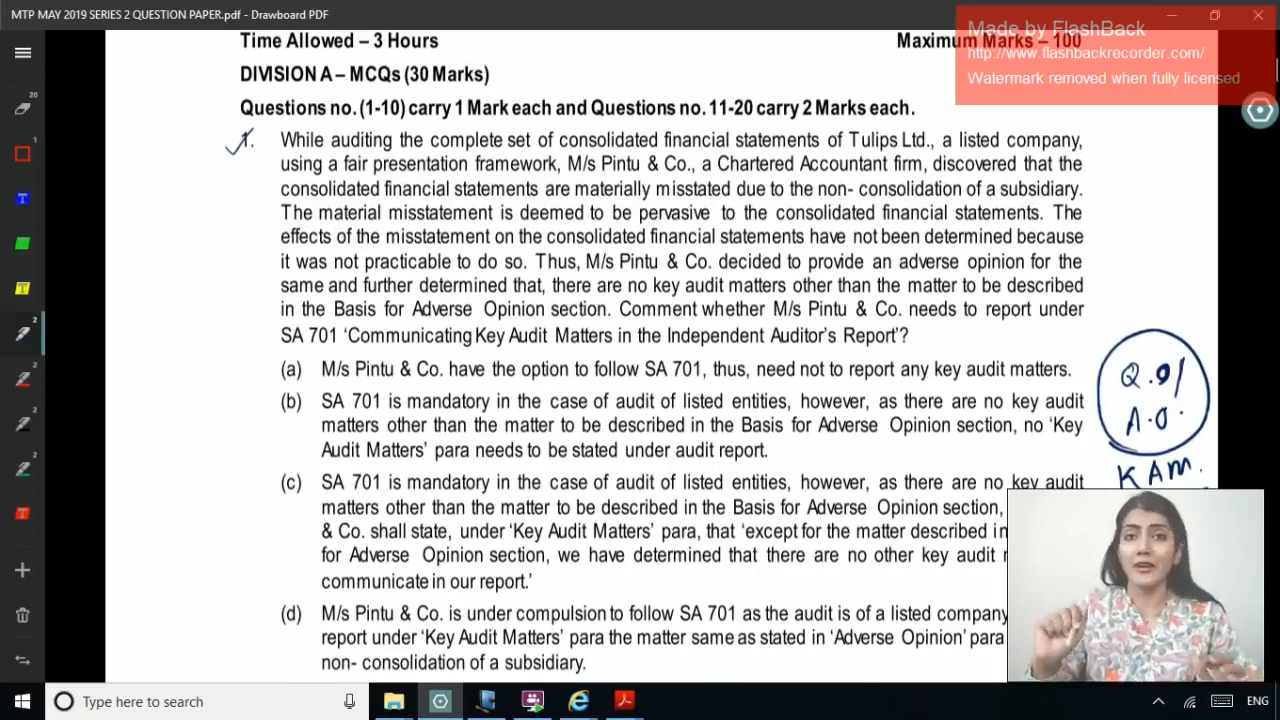 MTP MAY 2019 SERIES 2 QUESTION PAPER.pdf - Drawboard PDF
Made by FlashBack
http://www.flashbackrecorder.com/
Watermark removed when fully licensed
Time Allowed – 3 Hours Maximum Marks – 100
DIVISION A – MCQs (30 Marks)
Questions no. (1-10) carry 1 Mark each and Questions no. 11-20 carry 2 Marks each.
1. While auditing the complete set of consolidated financial statements of Tulips Ltd., a listed company,
using a fair presentation framework, M/s Pintu & Co., a Chartered Accountant firm, discovered that the
consolidated financial statements are materially misstated due to the non- consolidation of a subsidiary.
The material misstatement is deemed to be pervasive to the consolidated financial statements. The
effects of the misstatement on the consolidated financial statements have not been determined because
it was not practicable to do so. Thus, M/s Pintu & Co. decided to provide an adverse opinion for the
same and further determined that, there are no key audit matters other than the matter to be described
in the Basis for Adverse Opinion section. Comment whether M/s Pintu & Co. needs to report under
SA 701 ‘Communicating Key Audit Matters in the Independent Auditor’s Report’?
(a) M/s Pintu & Co. have the option to follow SA 701, thus, need not to report any key audit matters.
(b) SA 701 is mandatory in the case of audit of listed entities, however, as there are no key audit
matters other than the matter to be described in the Basis for Adverse Opinion section, no ‘Key
Audit Matters’ para needs to be stated under audit report.
(c) SA 701 is mandatory in the case of audit of listed entities, however, as there are no key audit
matters other than the matter to be described in the Basis for Adverse Opinion section,
& Co. shall state, under ‘Key Audit Matters’ para, that ‘except for the matter described in
for Adverse Opinion section, we have determined that there are no other key audit
communicate in our report.’
(d) M/s Pintu & Co. is under compulsion to follow SA 701 as the audit is of a listed company
report under ‘Key Audit Matters’ para the matter same as stated in ‘Adverse Opinion’ para
non- consolidation of a subsidiary.
Q.O/
A.O.
KAM.
20
1
2
2
2
2
Type here to search
ENG